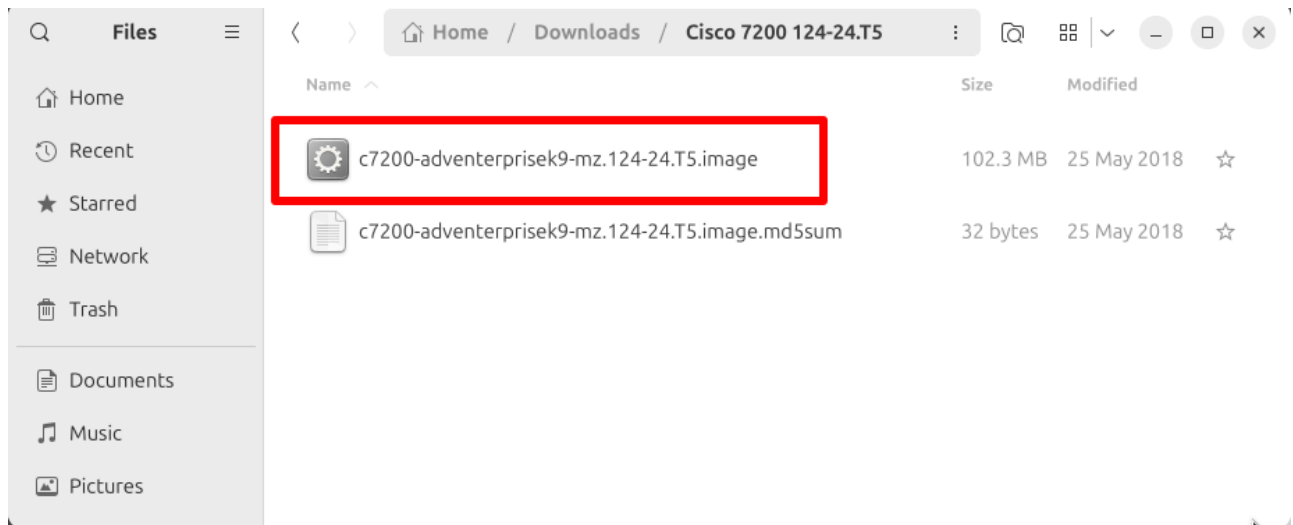 Files
Home / Downloads / Cisco 7200 124-24.T5
Name
Size
Modified
Home
Recent
Starred
Network
Trash
Documents
Music
Pictures
c7200-adventerprisek9-mz.124-24.T5.image
102.3 MB
25 May 2018
c7200-adventerprisek9-mz.124-24.T5.image.md5sum
32 bytes
25 May 2018